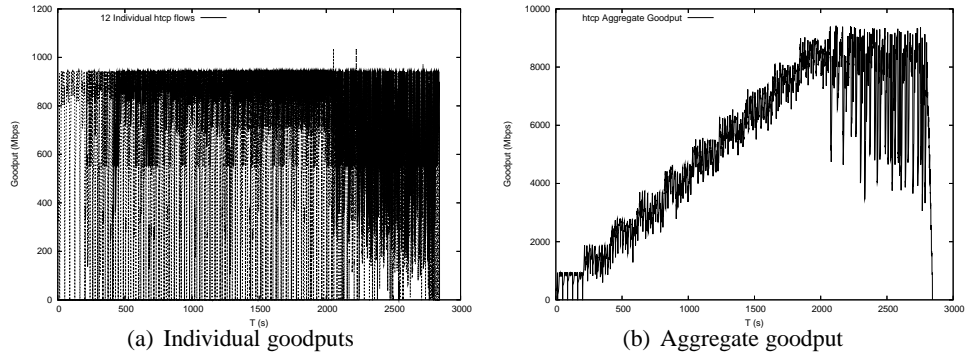 12 Individual htcp flows
Goodput (Mbps)
1200
1000
800
600
400
200
0
0 500 1000 1500 2000 2500 3000
T (s)
(a) Individual goodputs
htcp Aggregate Goodput
Goodput (Mbps)
10000
8000
6000
4000
2000
0
0 500 1000 1500 2000 2500 3000
T (s)
(b) Aggregate goodput